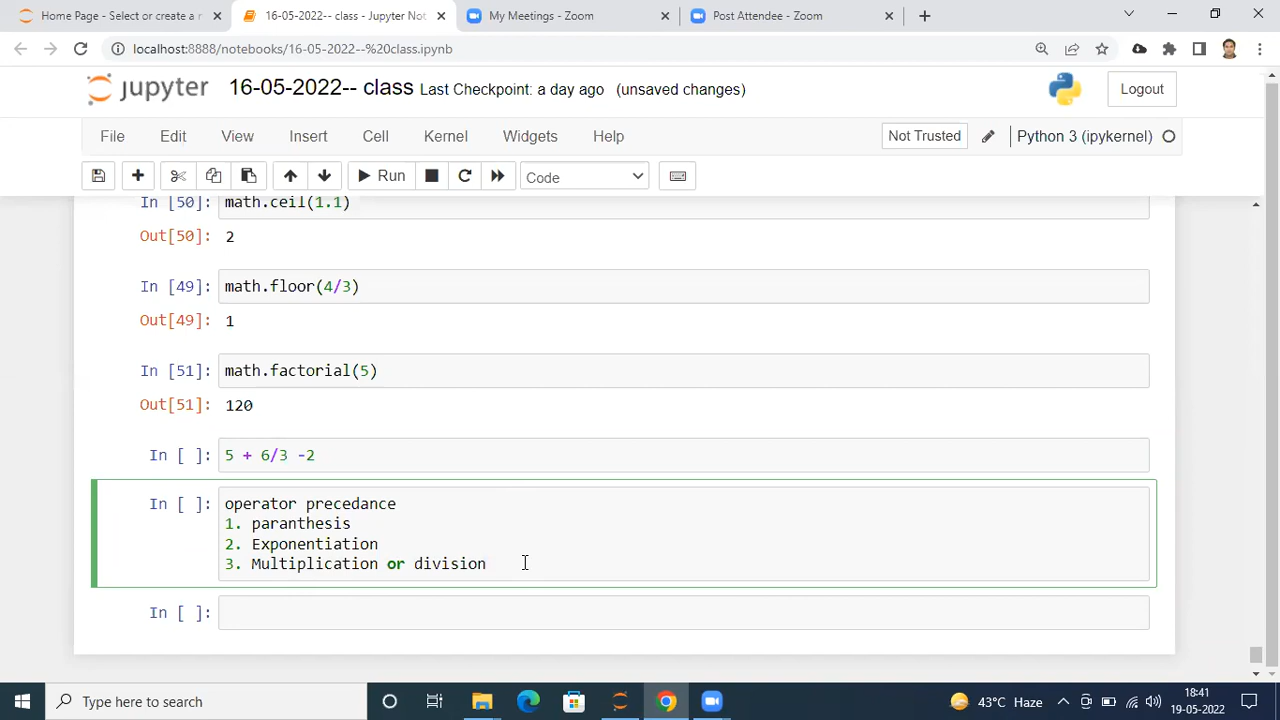 Home Page - Select or create a n
16-05-2022-- class - Jupyter Not
My Meetings - Zoom
Post Attendee - Zoom
localhost:8888/notebooks/16-05-2022--%20class.ipynb
jupyter 16-05-2022-- class Last Checkpoint: a day ago (unsaved changes)
Logout
File Edit View Insert Cell Kernel Widgets Help
Not Trusted
Python 3 (ipykernel)
Run
Code
In [50]: math.ceil(1.1)
Out[50]: 2
In [49]: math.floor(4/3)
Out[49]: 1
In [51]: math.factorial(5)
Out[51]: 120
In [ ]: 5 + 6/3 -2
In [ ]: operator precedance
1. paranthesis
2. Exponentiation
3. Multiplication or division
In [ ]:
Type here to search
43°C Haze
18:41
19-05-2022